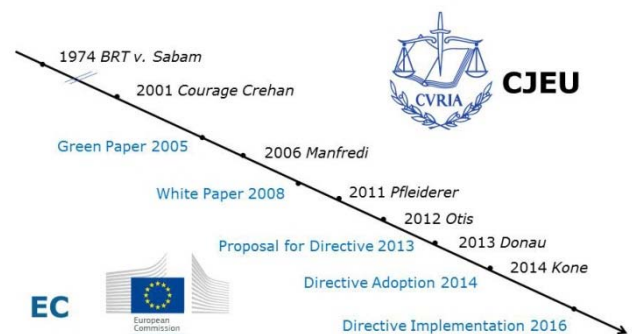 1974 BRT v. Sabam
CVRIA
CJEU
2001 Courage Crehan
Green Paper 2005
2006 Manfredi
White Paper 2008
2011 Pfleiderer
2012 Otis
Proposal for Directive 2013
2013 Donau
Directive Adoption 2014
2014 Kone
EC
European
Commission
Directive Implementation 2016